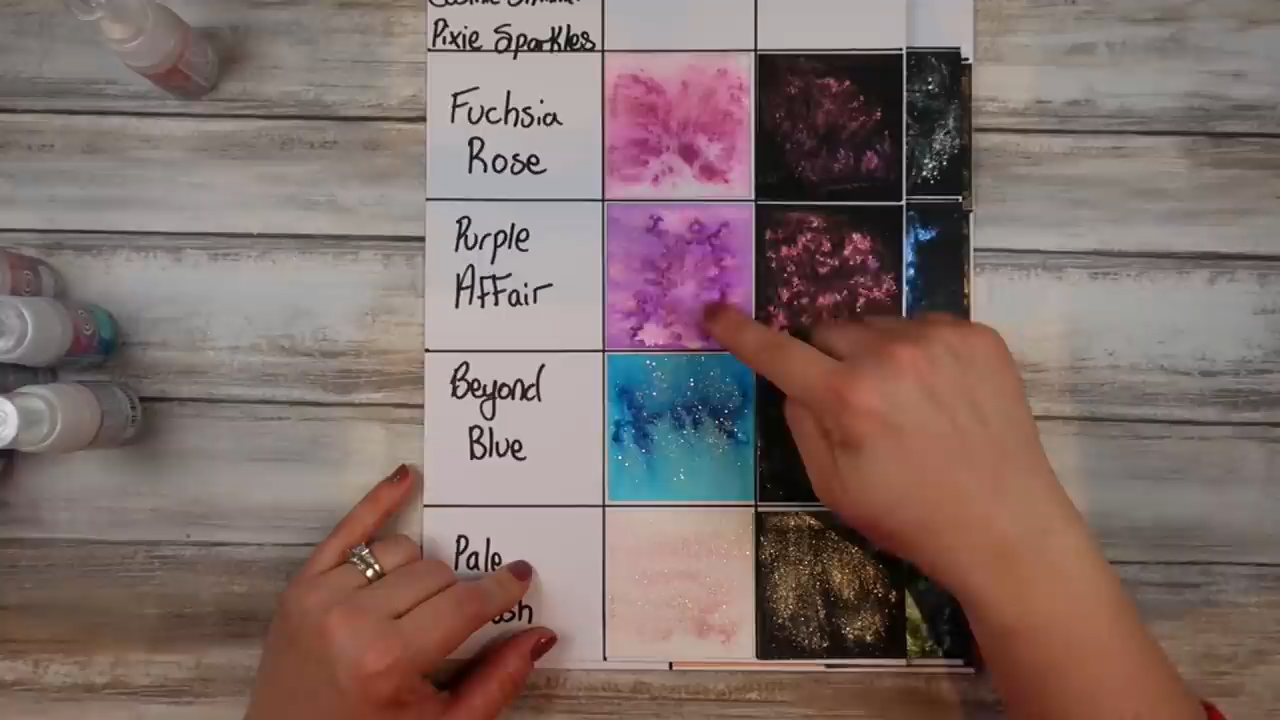 Pixie Sparkles
Fuchsia
Rose
Purple
Affair
Beyond
Blue
Pale